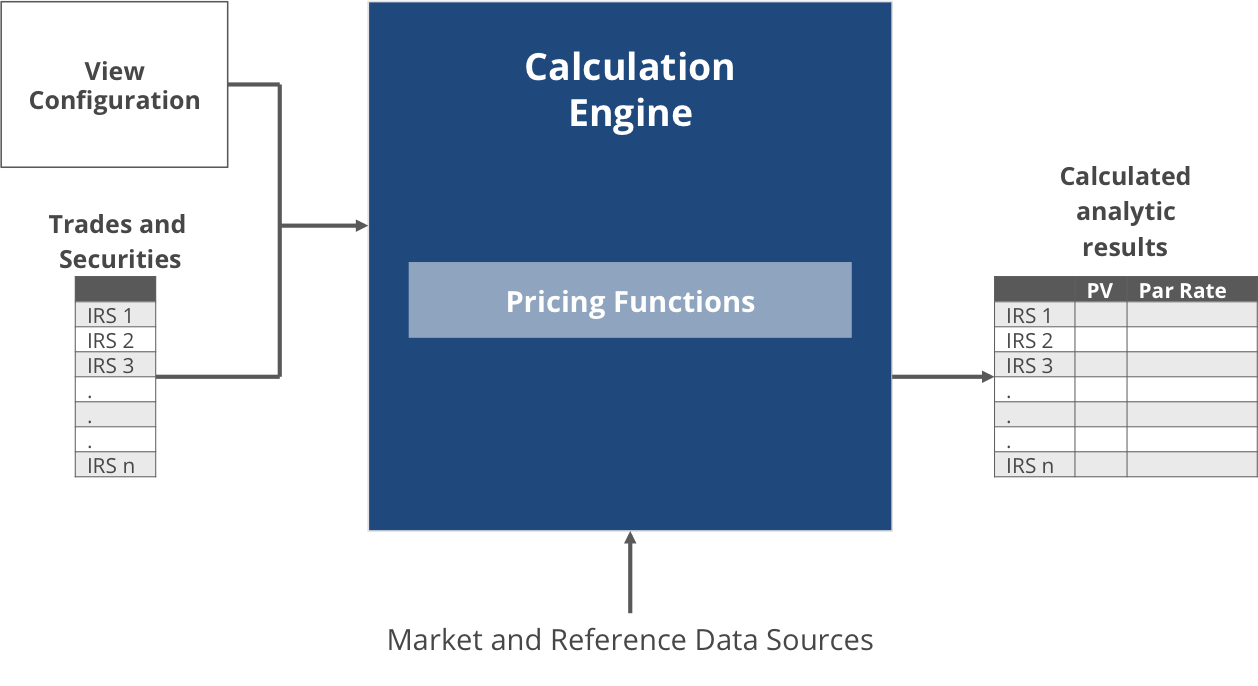 View
Configuration
Trades and
Securities
IRS 1
IRS 2
IRS 3
.
.
.
IRS n
Calculation
Engine
Pricing Functions
Calculated
analytic
results
PV Par Rate
IRS 1
IRS 2
IRS 3
.
.
.
IRS n
Market and Reference Data Sources